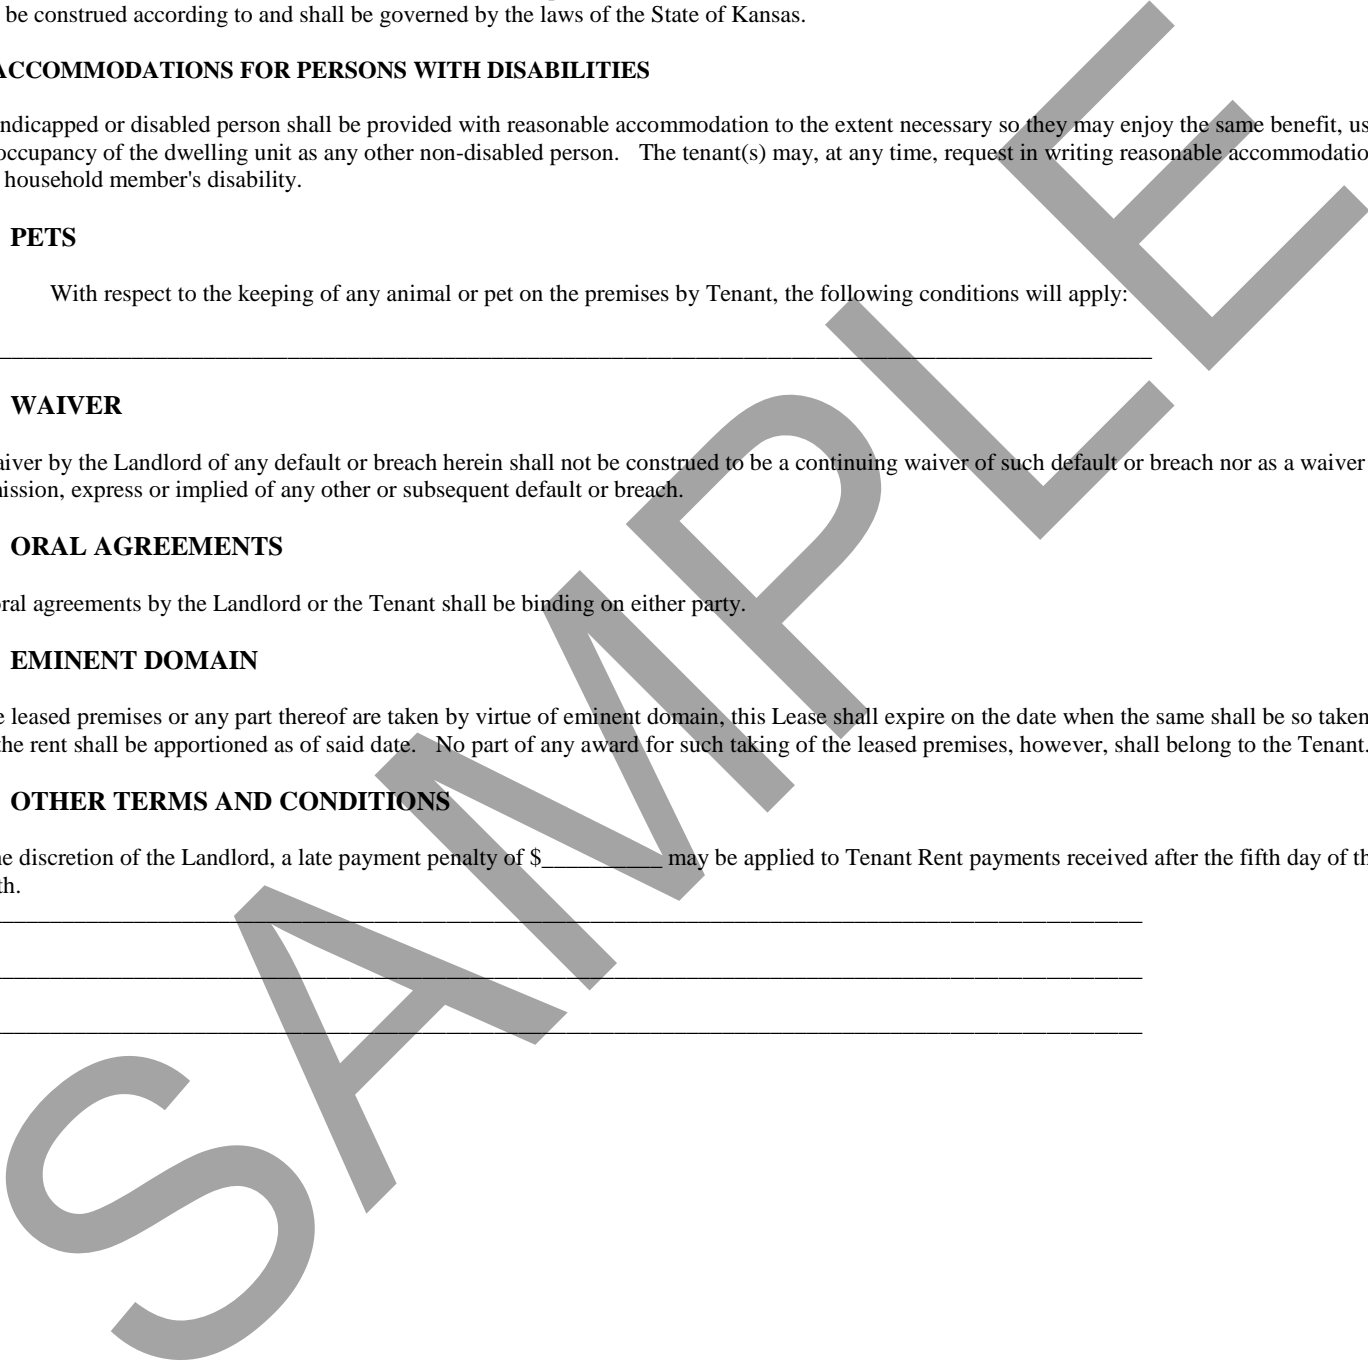 be construed according to and shall be governed by the laws of the State of Kansas.
ACCOMMODATIONS FOR PERSONS WITH DISABILITIES
ndicapped or disabled person shall be provided with reasonable accommodation to the extent necessary so they may enjoy the same benefit, us
occupancy of the dwelling unit as any other non-disabled person. The tenant(s) may, at any time, request in writing reasonable accommodatio
household member's disability.
PETS
With respect to the keeping of any animal or pet on the premises by Tenant, the following conditions will apply:
WAIVER
aiver by the Landlord of any default or breach herein shall not be construed to be a continuing waiver of such default or breach nor as a waiver
ission, express or implied of any other or subsequent default or breach.
ORAL AGREEMENTS
oral agreements by the Landlord or the Tenant shall be binding on either party.
EMINENT DOMAIN
e leased premises or any part thereof are taken by virtue of eminent domain, this Lease shall expire on the date when the same shall be so taken
the rent shall be apportioned as of said date. No part of any award for such taking of the leased premises, however, shall belong to the Tenant.
OTHER TERMS AND CONDITIONS
he discretion of the Landlord, a late payment penalty of $__________ may be applied to Tenant Rent payments received after the fifth day of th
th.
SAMPLE